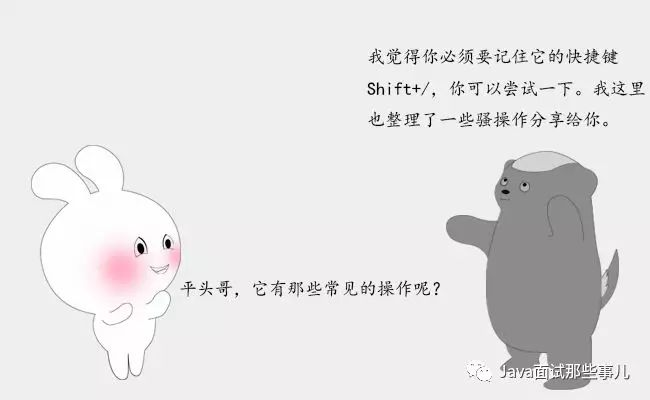 我觉得你必须要记住它的快捷键
Shift+/，你可以尝试一下。我这里
也整理了一些骚操作分享给你。
平头哥，它有那些常见的操作呢？
Java面试那些事儿